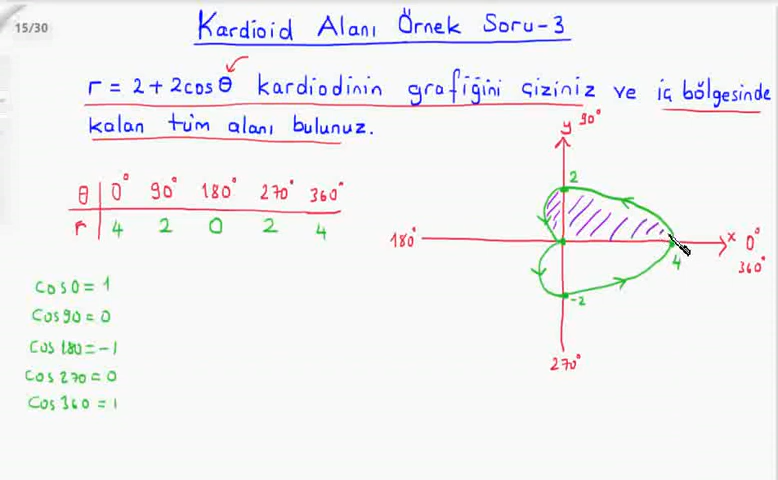 15/30
Kardioid Alanı Örnek Soru-3
r = 2 + 2cosθ kardiodinin grafiğini çiziniz ve iç bölgesinde
kalan tüm alanı bulunuz.
θ 0° 90° 180° 270° 360°
r 4 2 0 2 4
cos0 = 1
Cos90 = 0
Cos180 = -1
Cos270 = 0
Cos360 = 1
y 90°
2
180° x 0°
4 360°
-2
270°